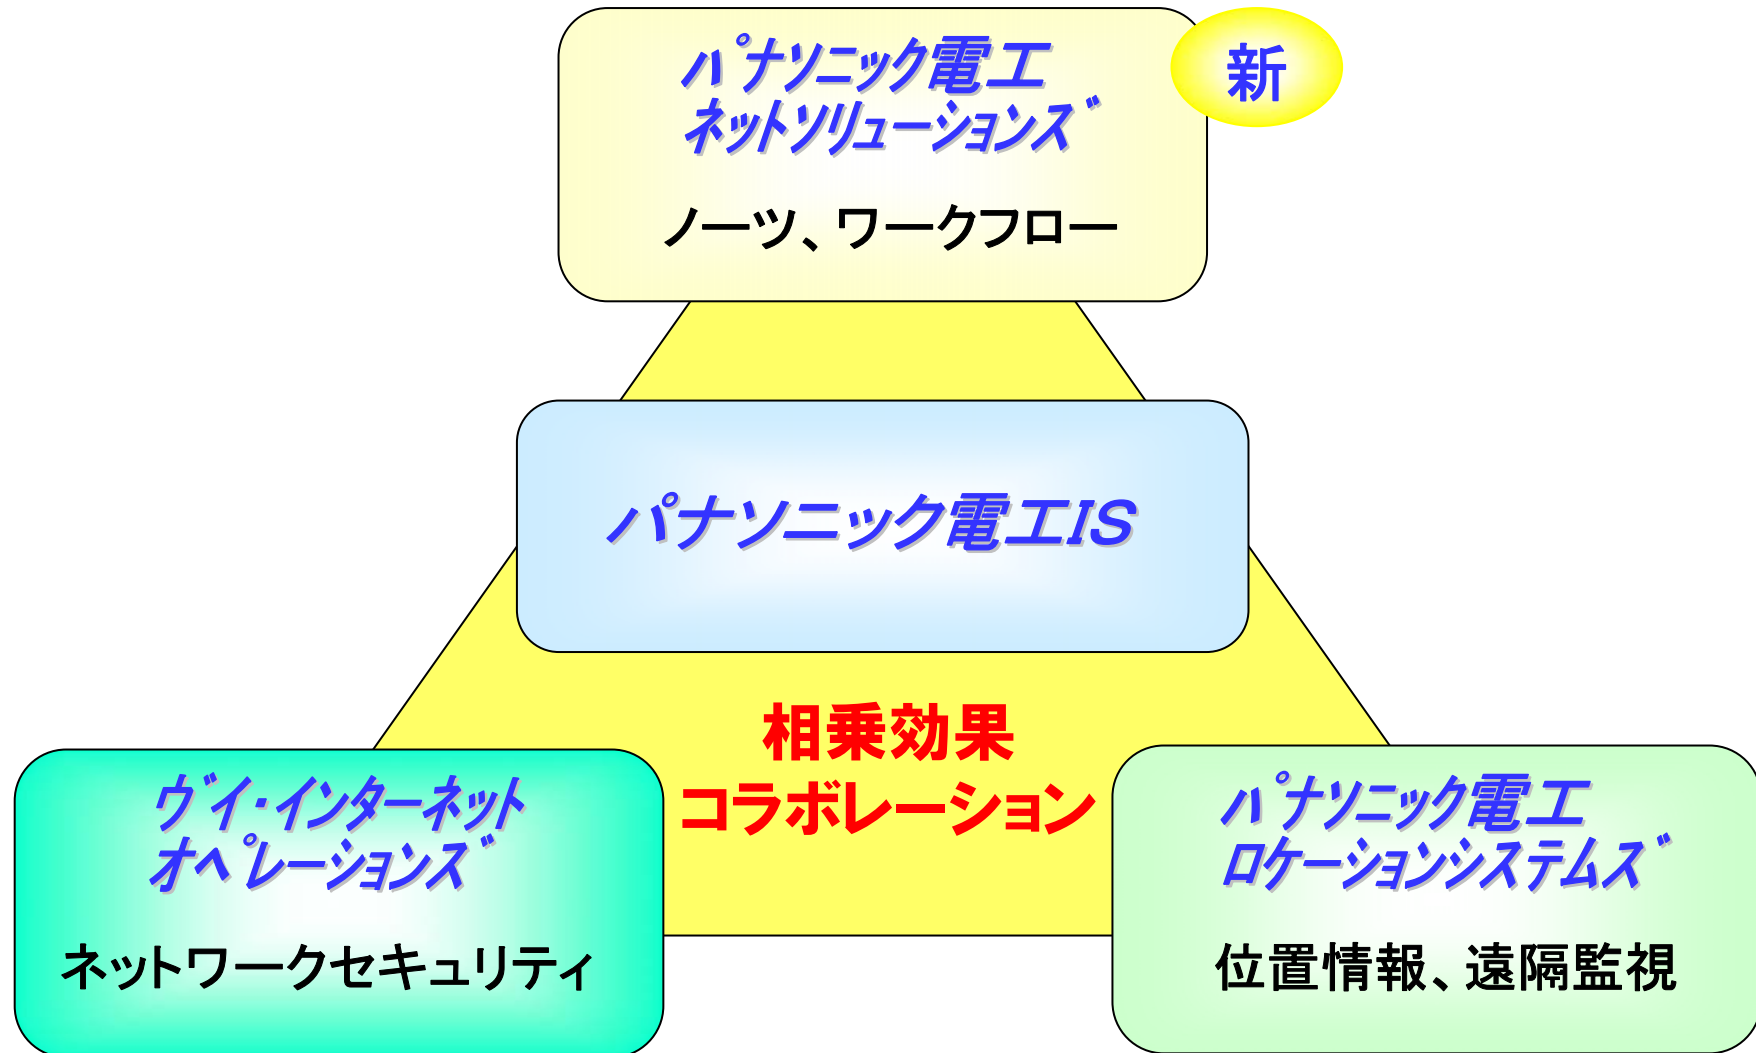 パナソニック電工
ネットソリューションズ
新
ノーツ、ワークフロー
パナソニック電工IS
相乗効果
コラボレーション
ヴイ・インターネット
オペレーションズ
ネットワークセキュリティ
パナソニック電工
ロケーションシステムズ
位置情報、遠隔監視